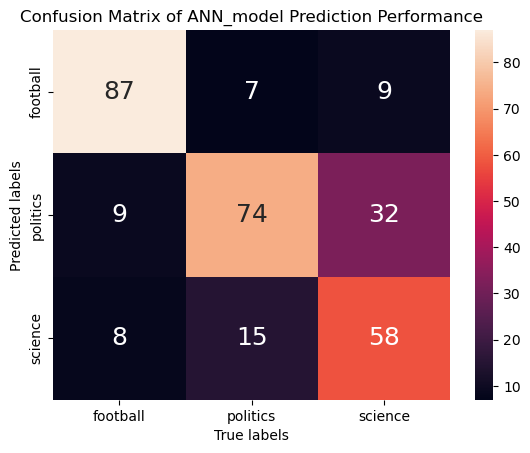 Confusion Matrix of ANN_model Prediction Performance
Predicted labels
football
87 7 9
politics
9 74 32
science
8 15 58
football politics science
True labels
80
70
60
50
40
30
20
10